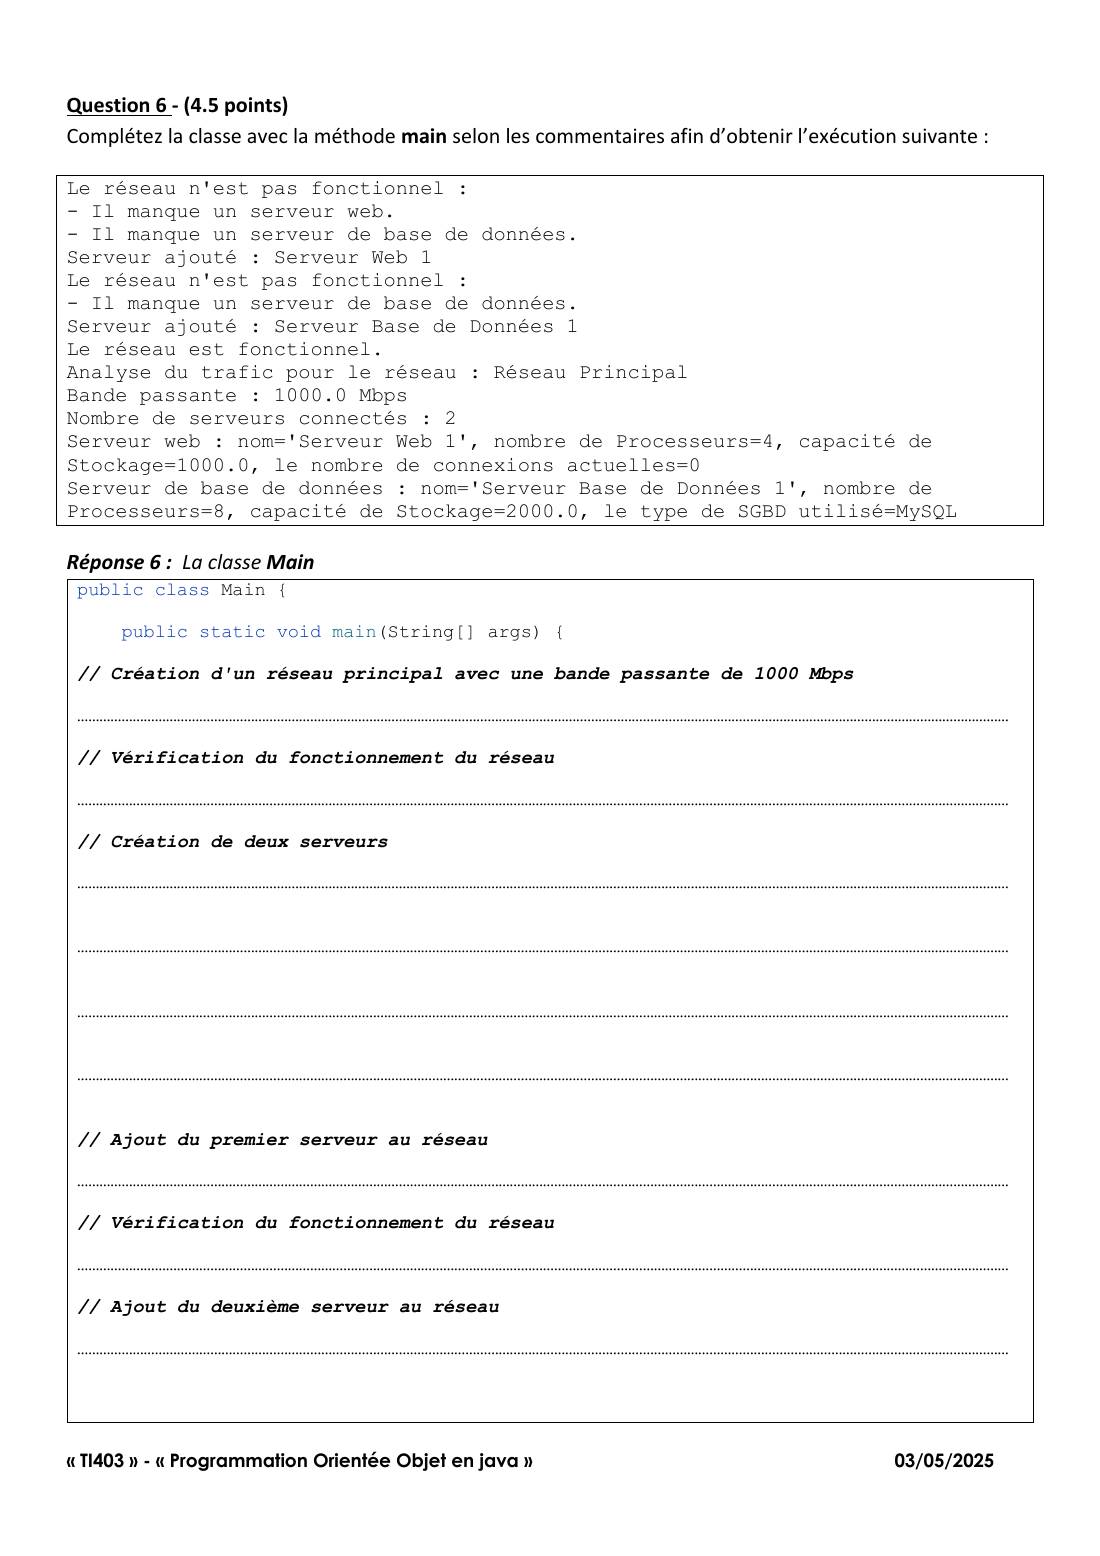 Question 6 - (4.5 points)
Complétez la classe avec la méthode main selon les commentaires afin d’obtenir l’exécution suivante :
Le réseau n'est pas fonctionnel :
- Il manque un serveur web.
- Il manque un serveur de base de données.
Serveur ajouté : Serveur Web 1
Le réseau n'est pas fonctionnel :
- Il manque un serveur de base de données.
Serveur ajouté : Serveur Base de Données 1
Le réseau est fonctionnel.
Analyse du trafic pour le réseau : Réseau Principal
Bande passante : 1000.0 Mbps
Nombre de serveurs connectés : 2
Serveur web : nom='Serveur Web 1', nombre de Processeurs=4, capacité de
Stockage=1000.0, le nombre de connexions actuelles=0
Serveur de base de données : nom='Serveur Base de Données 1', nombre de
Processeurs=8, capacité de Stockage=2000.0, le type de SGBD utilisé=MySQL
Réponse 6 : La classe Main
public class Main {
public static void main(String[] args) {
// Création d'un réseau principal avec une bande passante de 1000 Mbps
// Vérification du fonctionnement du réseau
// Création de deux serveurs
// Ajout du premier serveur au réseau
// Vérification du fonctionnement du réseau
// Ajout du deuxième serveur au réseau
« TI403 » - « Programmation Orientée Objet en java » 03/05/2025